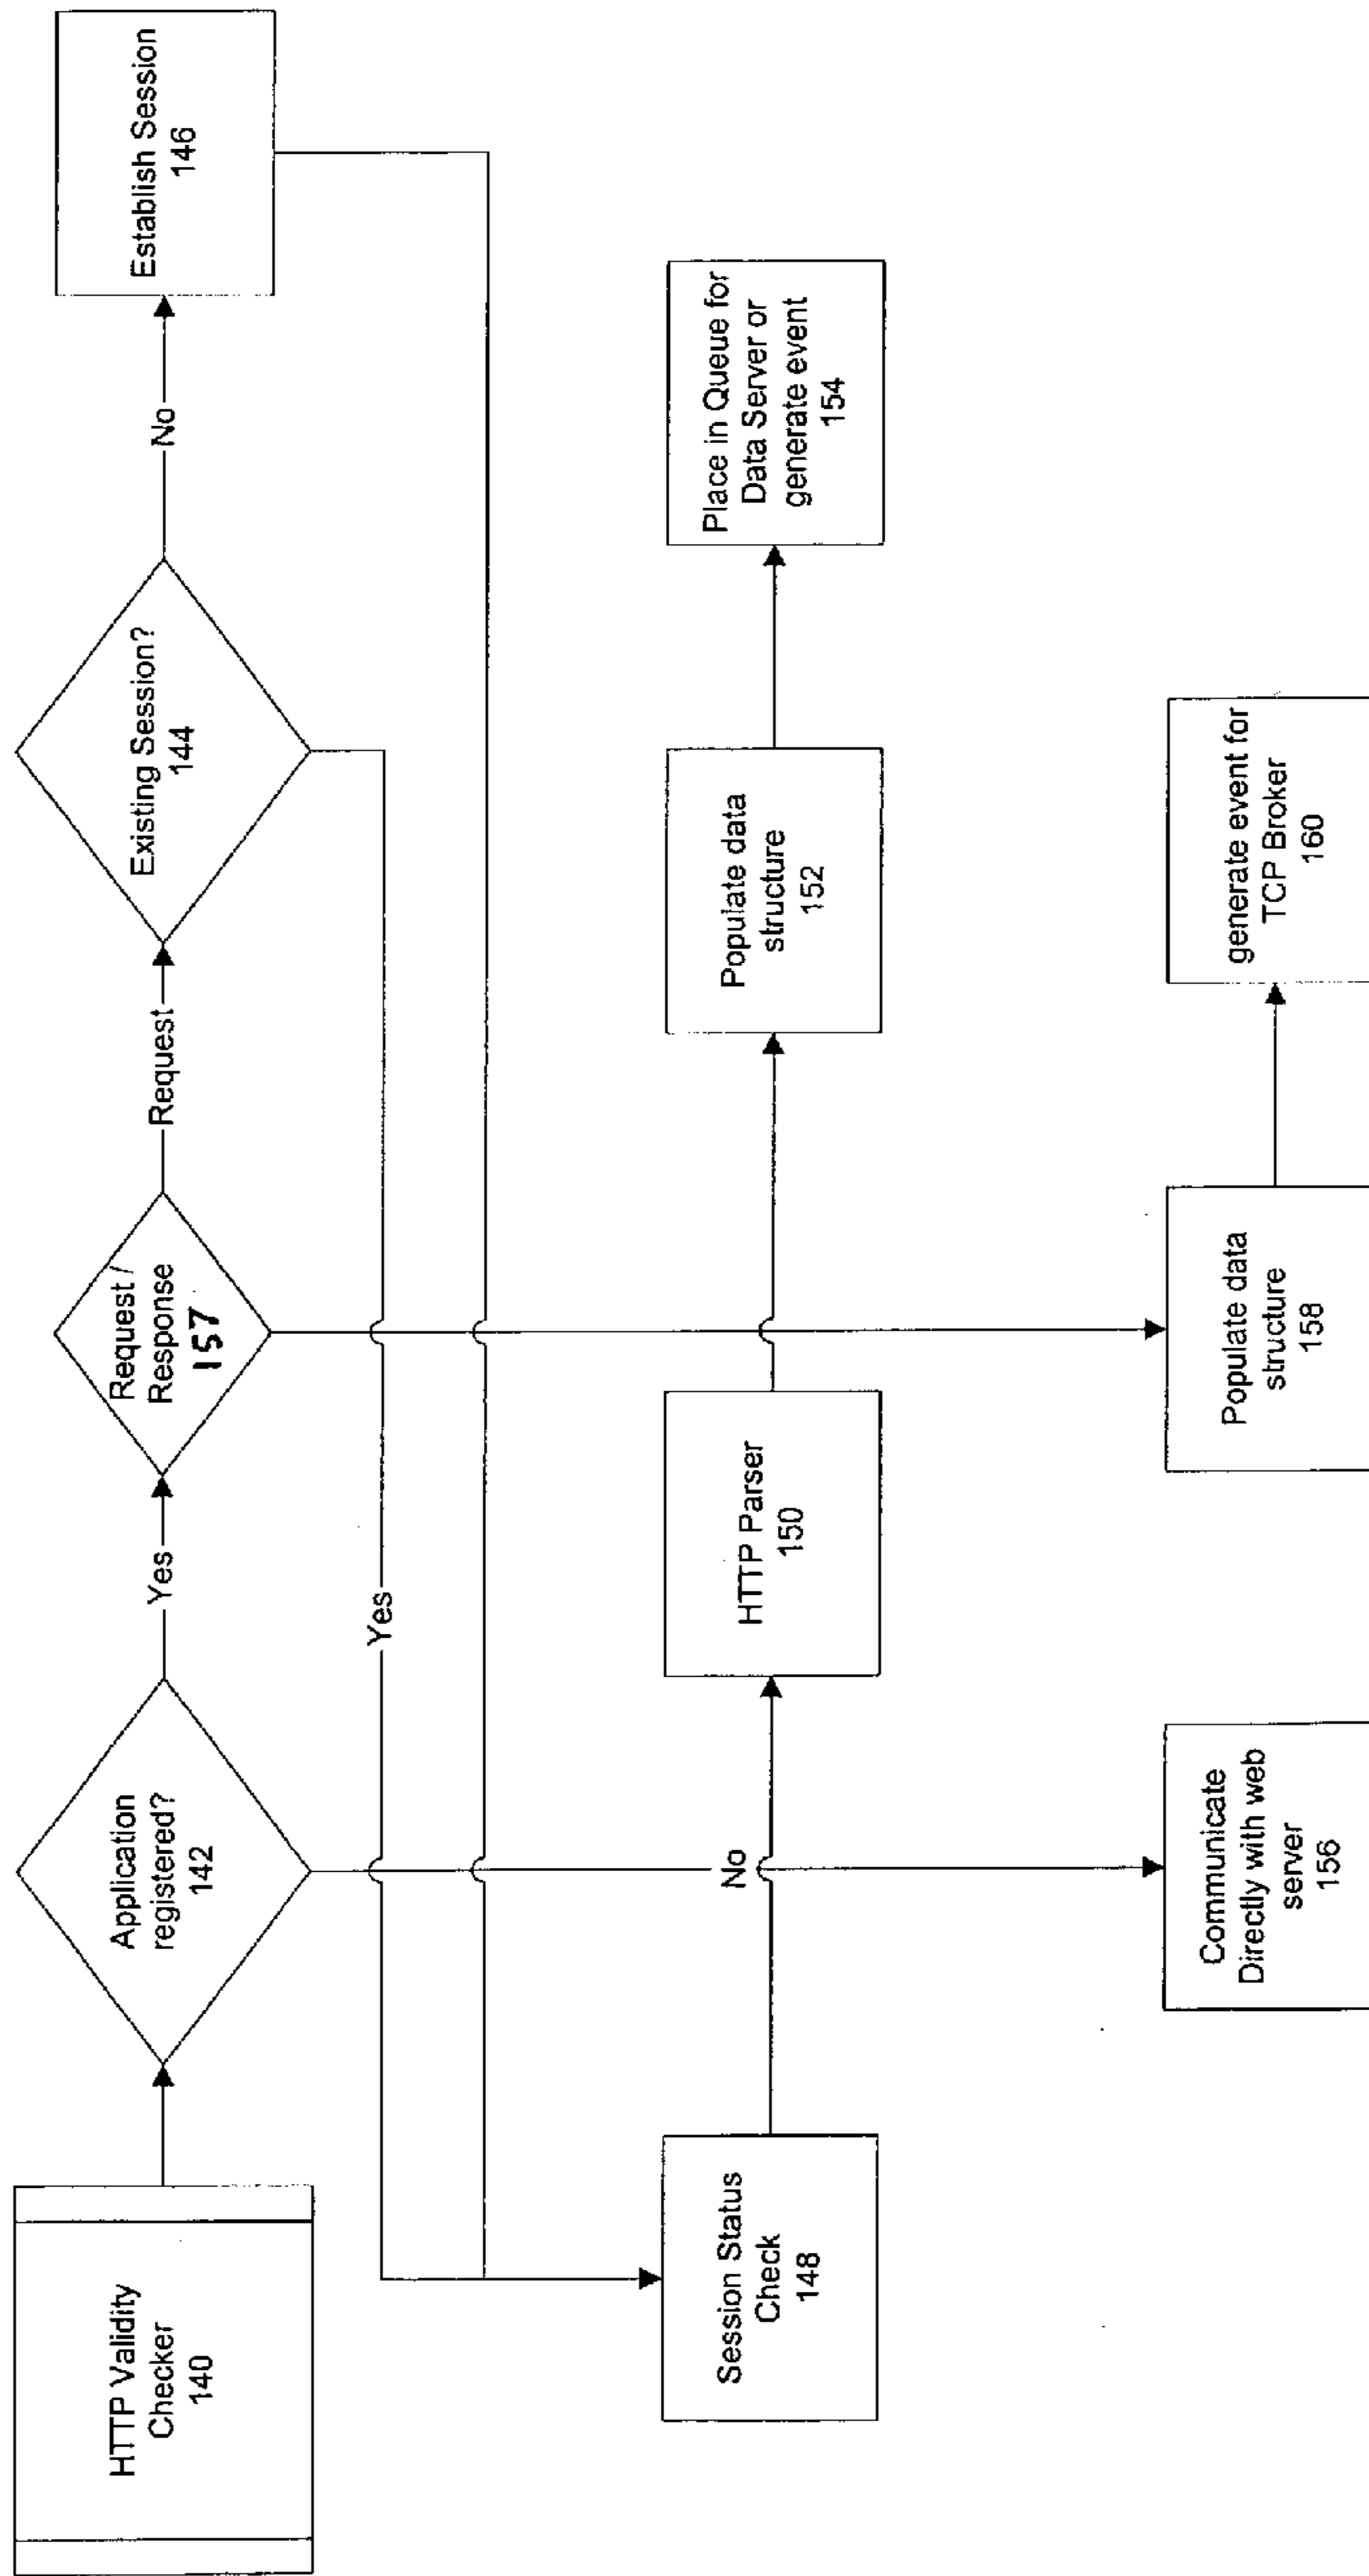 HTTP Validity
Checker
140
Application
registered?
142
Yes
Request /
Response
157
Request
Existing Session?
144
No
Establish Session
146
Yes
Session Status
Check
148
No
HTTP Parser
150
Populate data
structure
152
Place in Queue for
Data Server or
generate event
154
Communicate
Directly with web
server
156
Populate data
structure
158
generate event for
TCP Broker
160